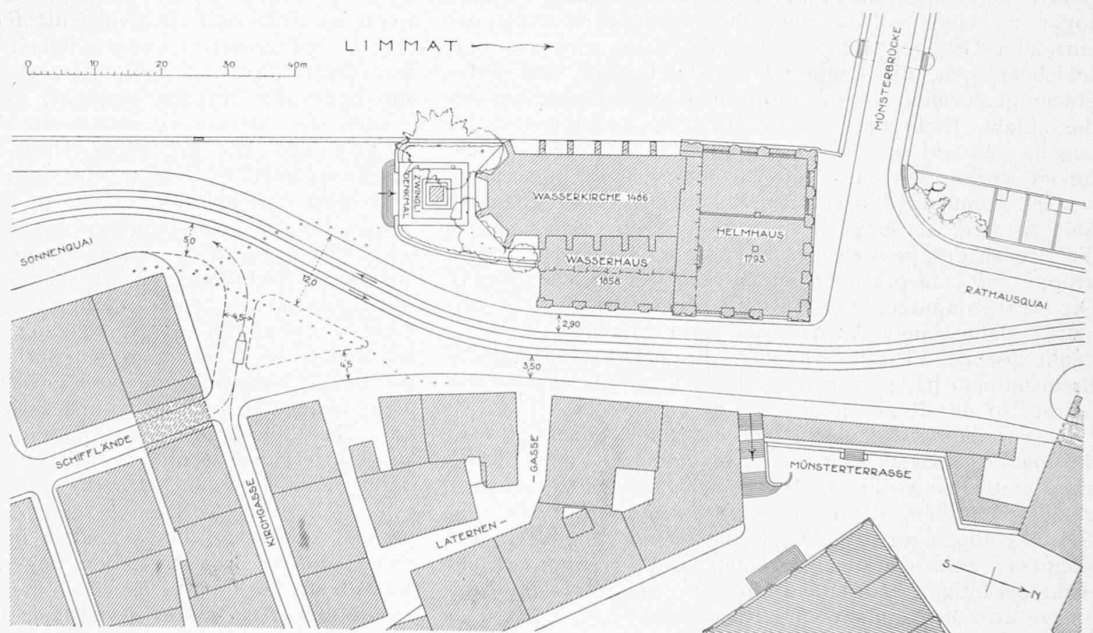 LIMMAT
0 10 20 30 40m
MÜNSTERBRÜCKE
ZWINGLI
DENKMAL
WASSERKIRCHE 1486
HELMHAUS
1793
WASSERHAUS
1858
SONNENQUAI
5,0
12,0
RATHAUSQUAI
4,5
2,90
4,5
3,50
SCHIFFLÄNDE
KIRCHGASSE
LATERNEN -
- GASSE
MÜNSTERTERRASSE
S
N